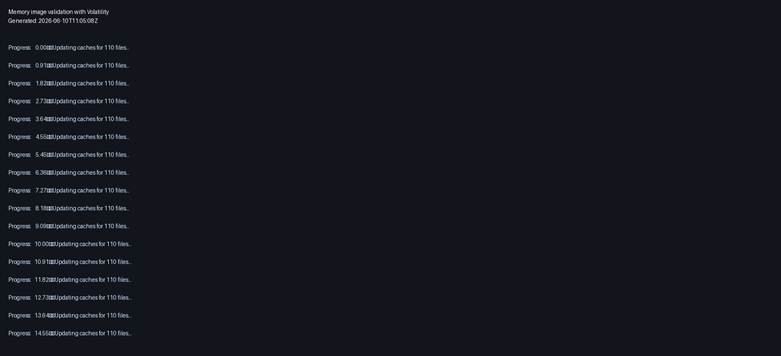 Memory image validation with Volatility
Generated: 2026-06-10T11:05:08Z
Progress:   0.00□□Updating caches for 110 files...
Progress:   0.91□□Updating caches for 110 files...
Progress:   1.82□□Updating caches for 110 files...
Progress:   2.73□□Updating caches for 110 files...
Progress:   3.64□□Updating caches for 110 files...
Progress:   4.55□□Updating caches for 110 files...
Progress:   5.45□□Updating caches for 110 files...
Progress:   6.36□□Updating caches for 110 files...
Progress:   7.27□□Updating caches for 110 files...
Progress:   8.18□□Updating caches for 110 files...
Progress:   9.09□□Updating caches for 110 files...
Progress:  10.00□□Updating caches for 110 files...
Progress:  10.91□□Updating caches for 110 files...
Progress:  11.82□□Updating caches for 110 files...
Progress:  12.73□□Updating caches for 110 files...
Progress:  13.64□□Updating caches for 110 files...
Progress:  14.55□□Updating caches for 110 files...